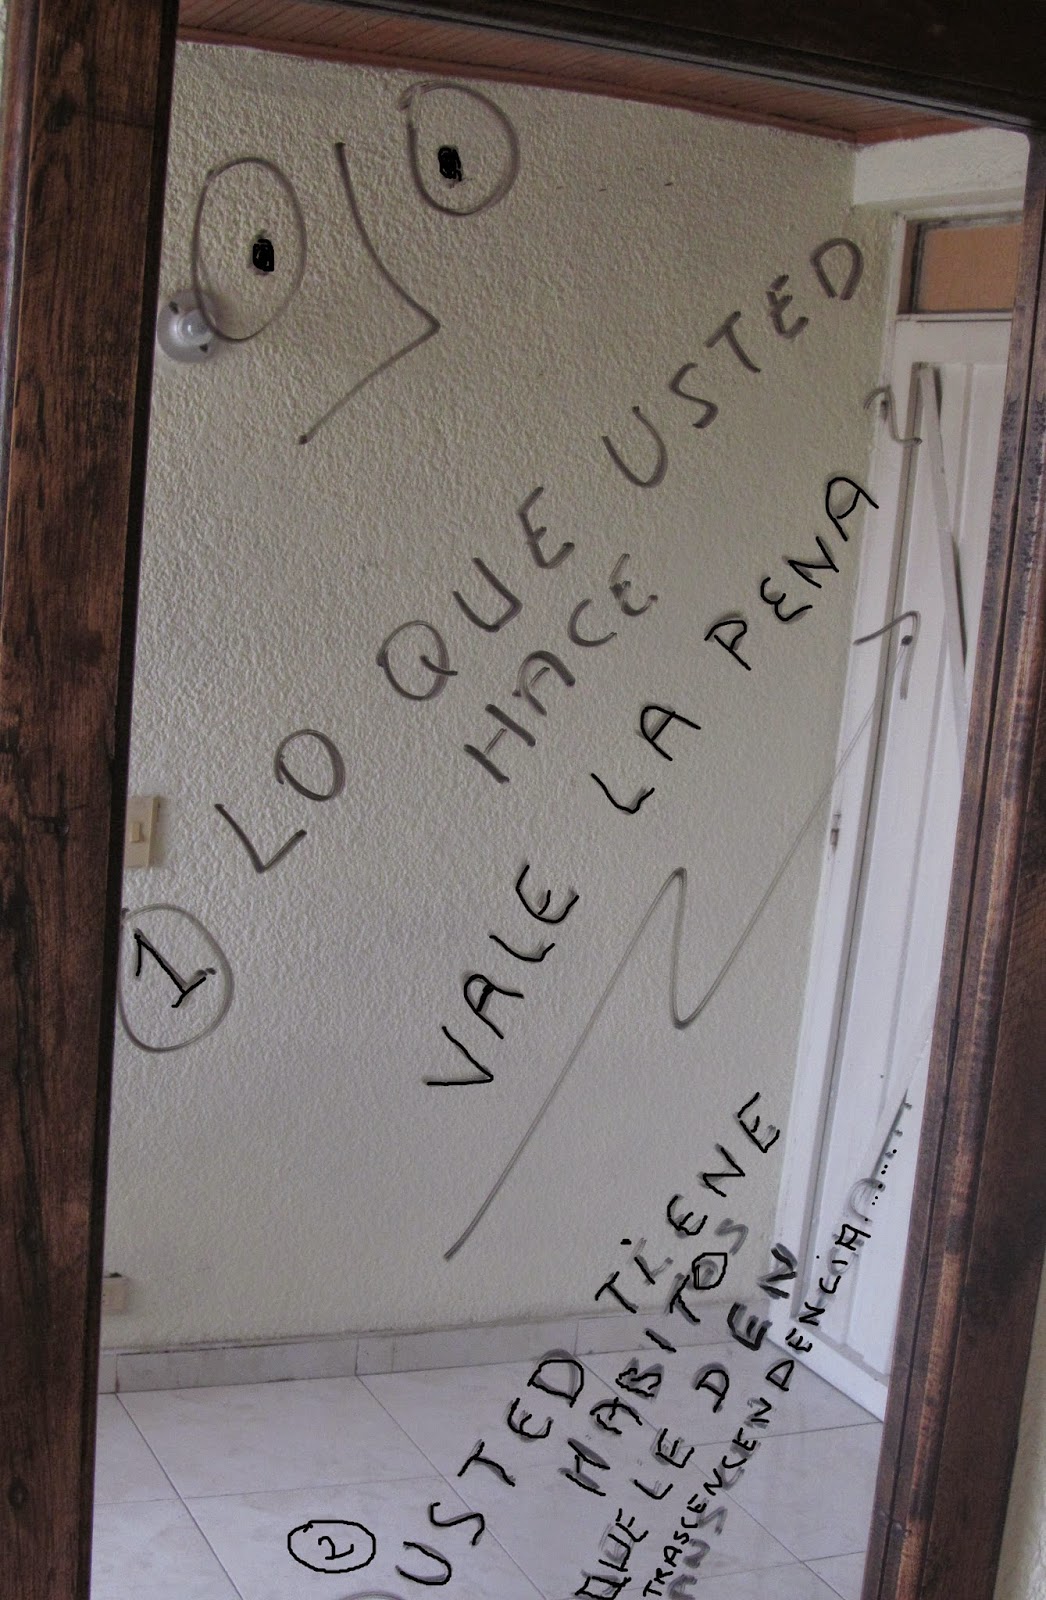 1 LO QUE USTED
HACE
VALE LA PENA ?
2 USTED TIENE
HABITOS
QUE LE DEN
TRASCENDENCIA.......